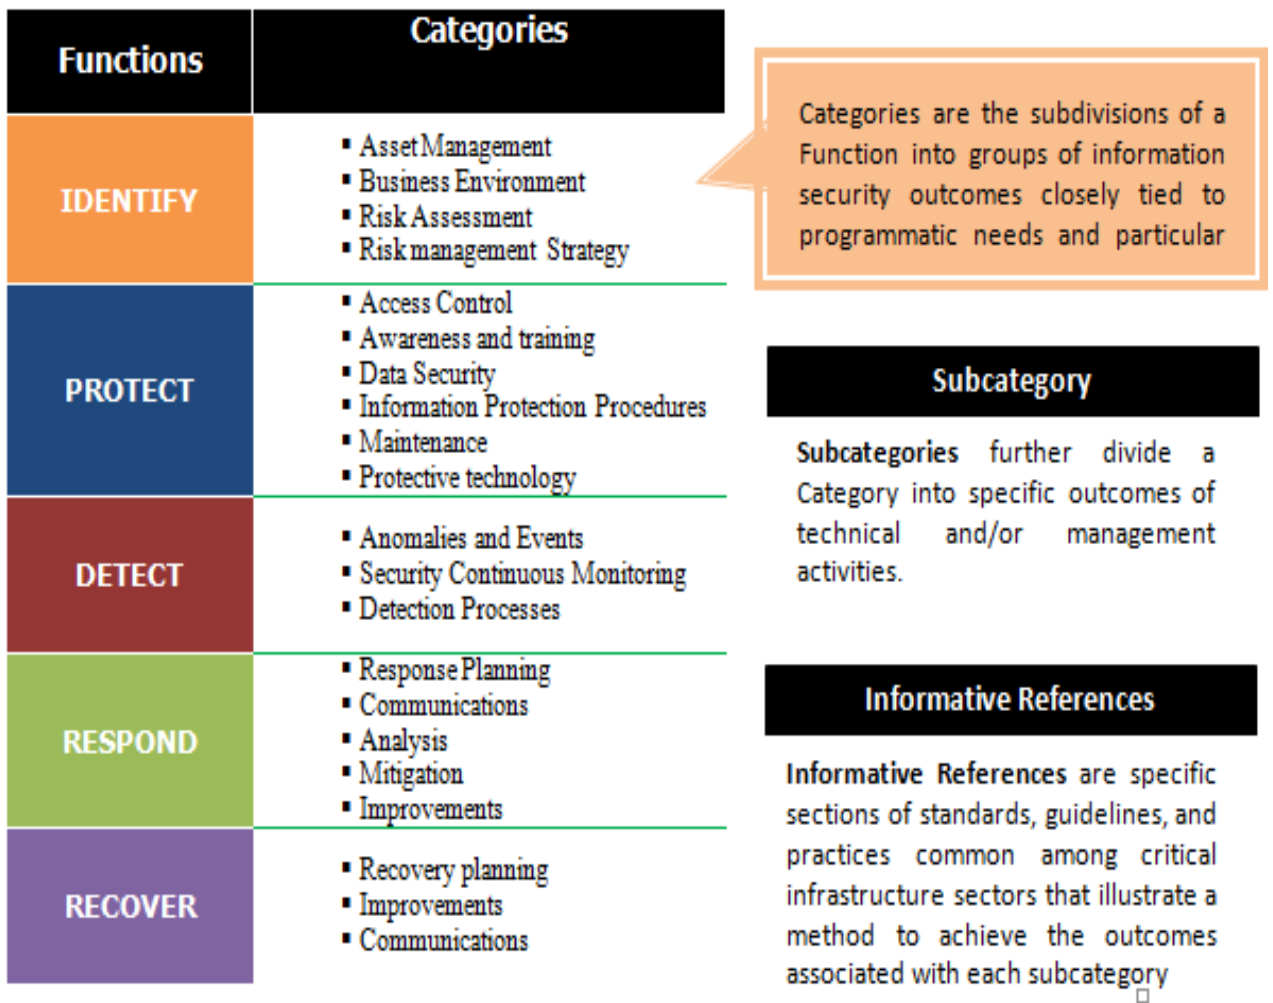 Functions
Categories
IDENTIFY
▪ Asset Management
▪ Business Environment
▪ Risk Assessment
▪ Risk management Strategy
PROTECT
▪ Access Control
▪ Awareness and training
▪ Data Security
▪ Information Protection Procedures
▪ Maintenance
▪ Protective technology
DETECT
▪ Anomalies and Events
▪ Security Continuous Monitoring
▪ Detection Processes
RESPOND
▪ Response Planning
▪ Communications
▪ Analysis
▪ Mitigation
▪ Improvements
RECOVER
▪ Recovery planning
▪ Improvements
▪ Communications
Categories are the subdivisions of a
Function into groups of information
security outcomes closely tied to
programmatic needs and particular
Subcategory
Subcategories further divide a
Category into specific outcomes of
technical and/or management
activities.
Informative References
Informative References are specific
sections of standards, guidelines, and
practices common among critical
infrastructure sectors that illustrate a
method to achieve the outcomes
associated with each subcategory